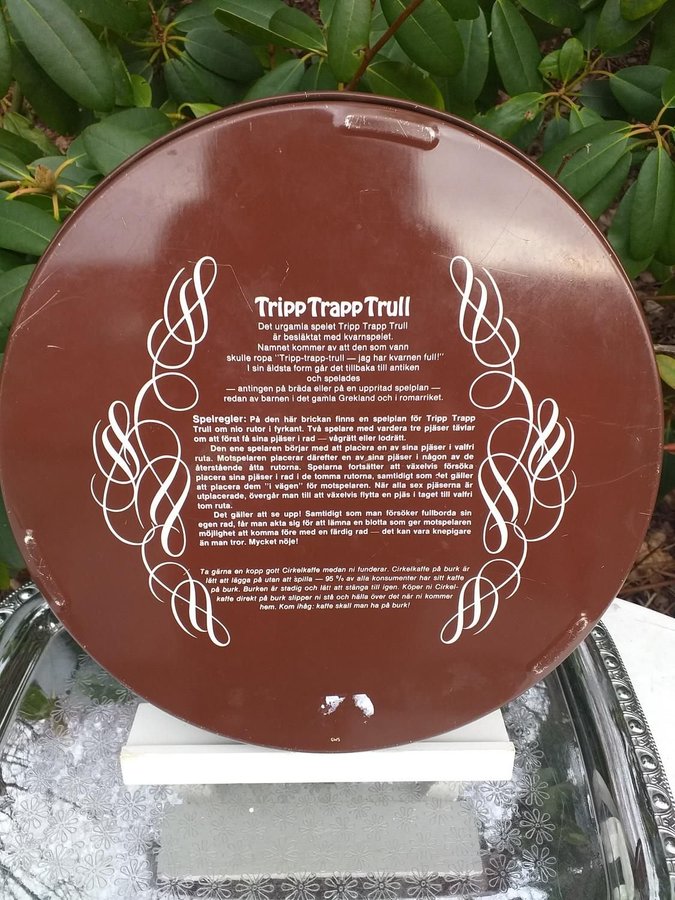 Tripp Trapp Trull
Det urgamla spelet Tripp Trapp Trull
är besläktat med kvarnspelet.
Namnet kommer av att den som vann
skulle ropa "Tripp-trapp-trull — jag har kvarnen full!"
I sin äldsta form går det tillbaka till antiken
och spelades
— antingen på bräda eller på en uppritad spelplan —
redan av barnen i det gamla Grekland och i romarriket.
Spelregler: På den här brickan finns en spelplan för Tripp Trapp
Trull om nio rutor i fyrkant. Två spelare med vardera tre pjäser tävlar
om att först få sina pjäser i rad — vågrätt eller lodrätt.
Den ene spelaren börjar med att placera en av sina pjäser i valfri
ruta. Motspelaren placerar därefter en av sina pjäser i någon av de
återstående åtta rutorna. Spelarna fortsätter att växelvis försöka
placera sina pjäser i rad i de tomma rutorna, samtidigt som det gäller
att placera dem "i vägen" för motspelaren. När alla sex pjäserna är
utplacerade, övergår man till att växelvis flytta en pjäs i taget till valfri
tom ruta.
Det gäller att se upp! Samtidigt som man försöker fullborda sin
egen rad, får man akta sig för att lämna en blotta som ger motspelaren
möjlighet att komma före med en färdig rad — det kan vara knepigare
än man tror. Mycket nöje!
Ta gärna en kopp gott Cirkelkaffe medan ni funderar. Cirkelkaffe på burk är
lätt att lägga på utan att spilla — 95 % av alla konsumenter har sitt kaffe
på burk. Burken är stadig och lätt att stänga till igen. Köper ni Cirkel-
kaffe direkt på burk slipper ni stå och hälla över det när ni kommer
hem. Kom ihåg: kaffe skall man ha på burk!